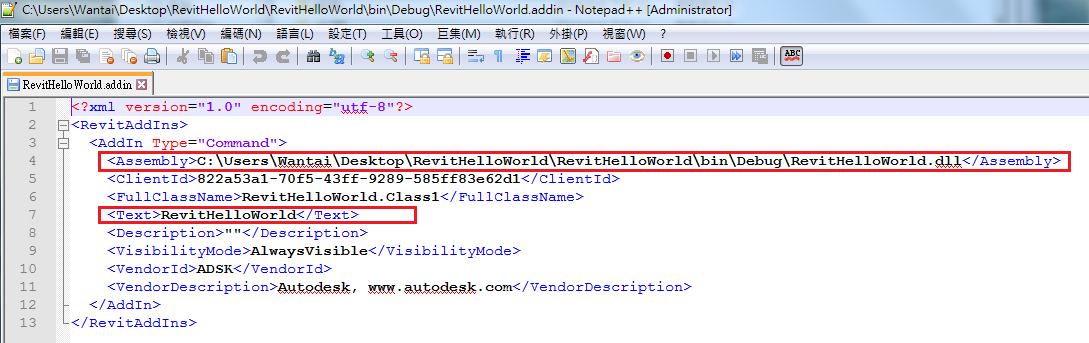 C:\Users\Wantai\Desktop\RevitHelloWorld\RevitHelloWorld\bin\Debug\RevitHelloWorld.addin - Notepad++ [Administrator]
檔案(F) 編輯(E) 搜尋(S) 檢視(V) 編碼(N) 語言(L) 設定(T) 工具(O) 巨集(M) 執行(R) 外掛(P) 視窗(W) ?
ABC
RevitHelloWorld.addin
1 <?xml version="1.0" encoding="utf-8"?>
2 <RevitAddIns>
3 <AddIn Type="Command">
4 <Assembly>C:\Users\Wantai\Desktop\RevitHelloWorld\RevitHelloWorld\bin\Debug\RevitHelloWorld.dll</Assembly>
5 <ClientId>822a53a1-70f5-43ff-9289-585ff83e62d1</ClientId>
6 <FullClassName>RevitHelloWorld.Class1</FullClassName>
7 <Text>RevitHelloWorld</Text>
8 <Description>""</Description>
9 <VisibilityMode>AlwaysVisible</VisibilityMode>
10 <VendorId>ADSK</VendorId>
11 <VendorDescription>Autodesk, www.autodesk.com</VendorDescription>
12 </AddIn>
13 </RevitAddIns>